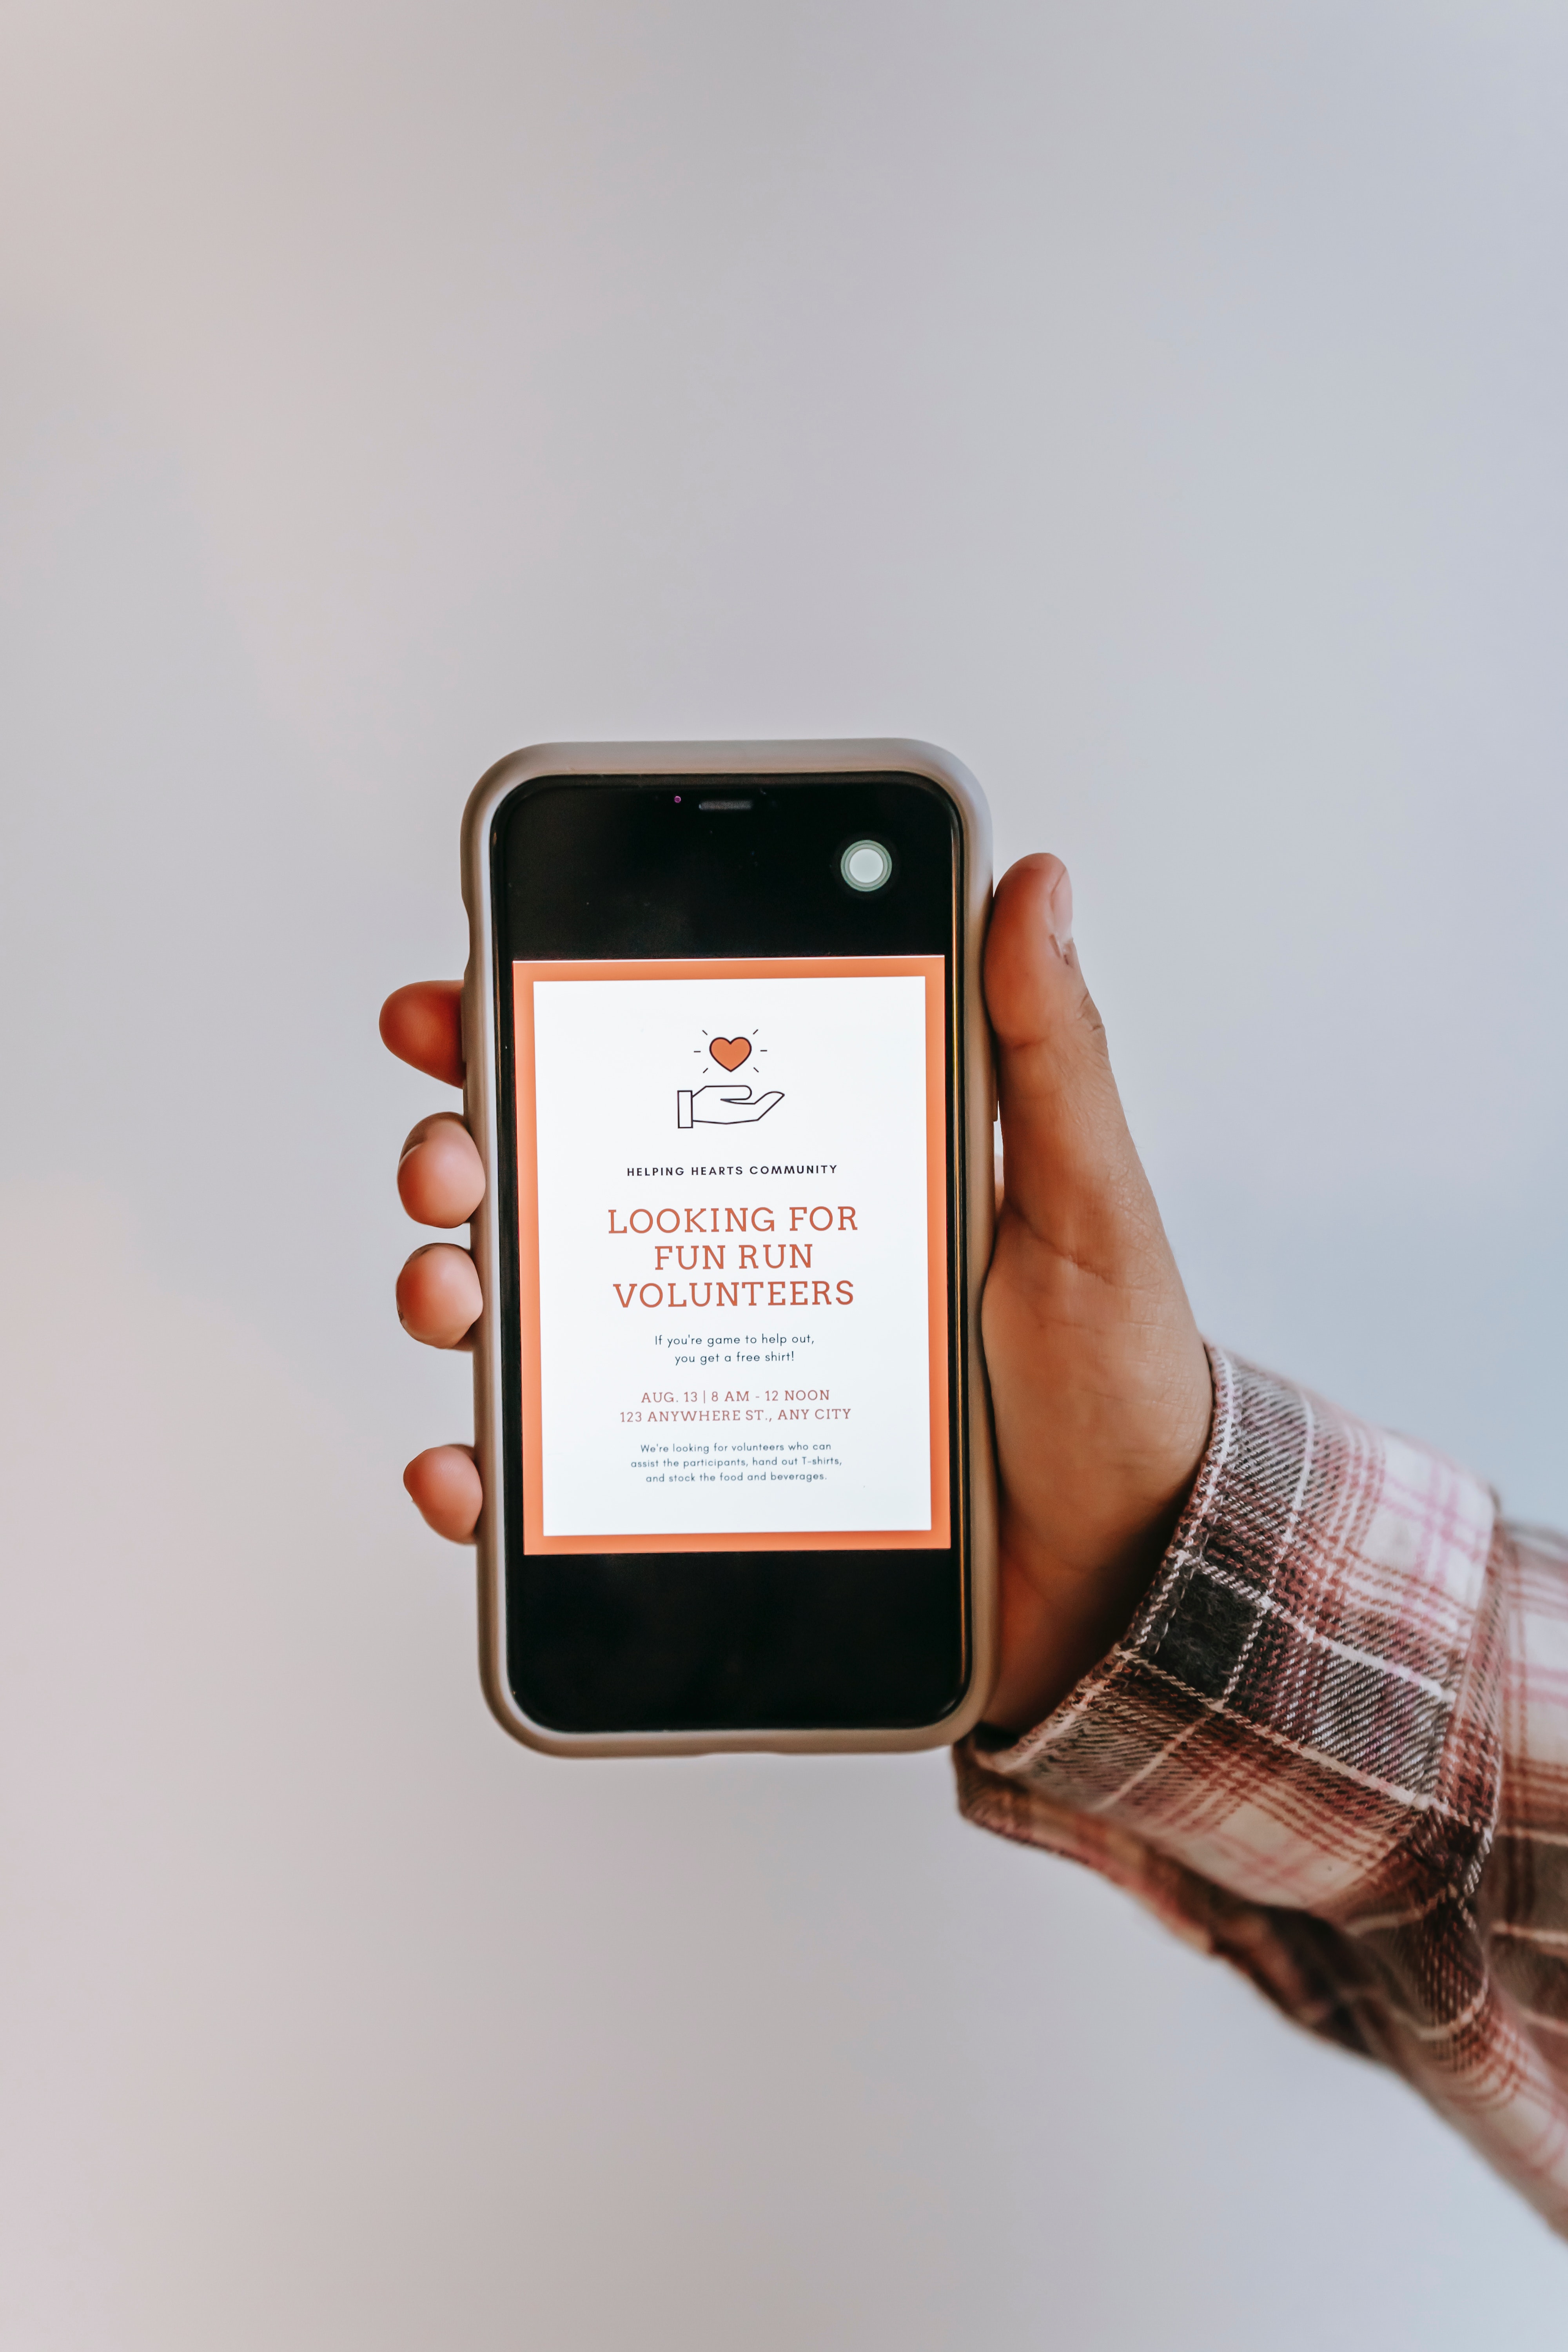 HELPING HEARTS COMMUNITY
LOOKING FOR
FUN RUN
VOLUNTEERS
If you're game to help out,
you get a free shirt!
AUG. 13 | 8 AM - 12 NOON
123 ANYWHERE ST., ANY CITY
We're looking for volunteers who can
assist the participants, hand out T-shirts,
and stock the food and beverages.